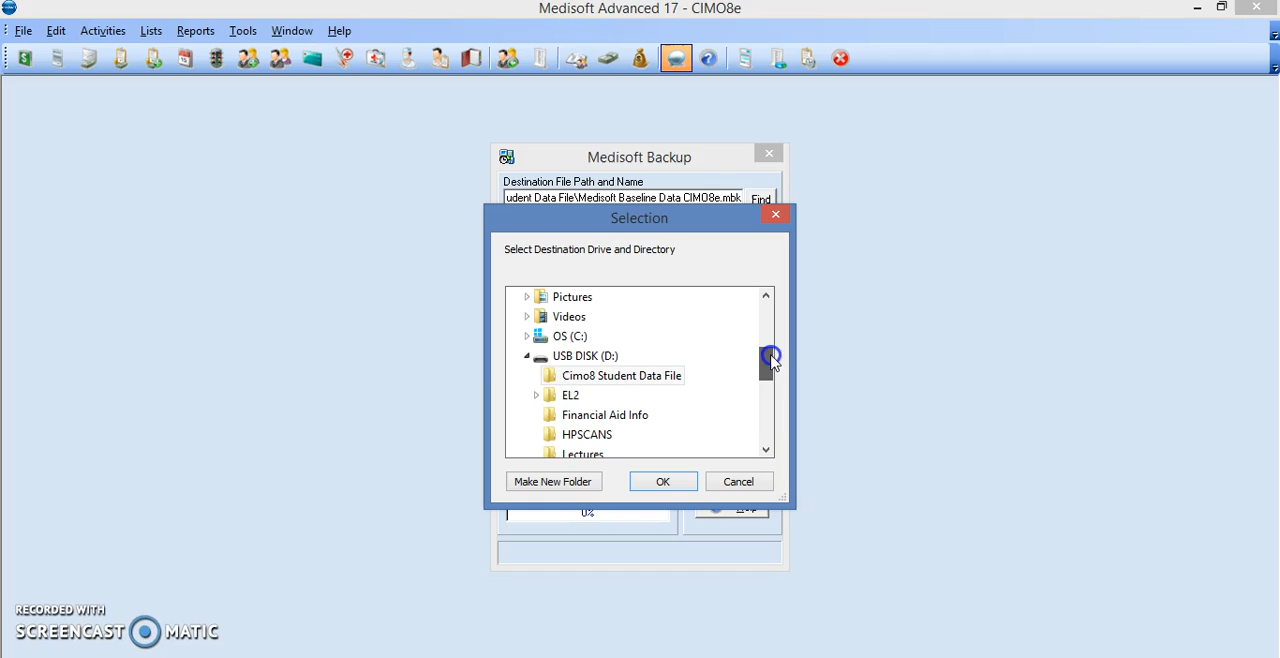 Medisoft Advanced 17 - CIMO8e
File Edit Activities Lists Reports Tools Window Help
Medisoft Backup
Destination File Path and Name
udent Data File\Medisoft Baseline Data CIMO8e.mbk Find
Selection
Select Destination Drive and Directory
Pictures
Videos
OS (C:)
USB DISK (D:)
Cimo8 Student Data File
EL2
Financial Aid Info
HPSCANS
Lectures
Make New Folder OK Cancel
0%
RECORDED WITH
SCREENCAST MATIC